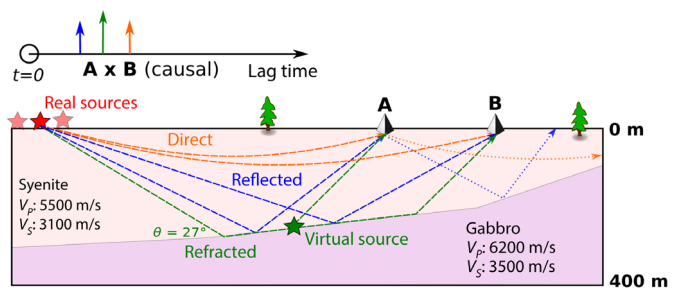 t=0
A x B (causal)
Lag time
Real sources
A
B
0 m
Direct
Reflected
Syenite
VP: 5500 m/s
VS: 3100 m/s
θ = 27°
Refracted
Virtual source
Gabbro
VP: 6200 m/s
VS: 3500 m/s
400 m